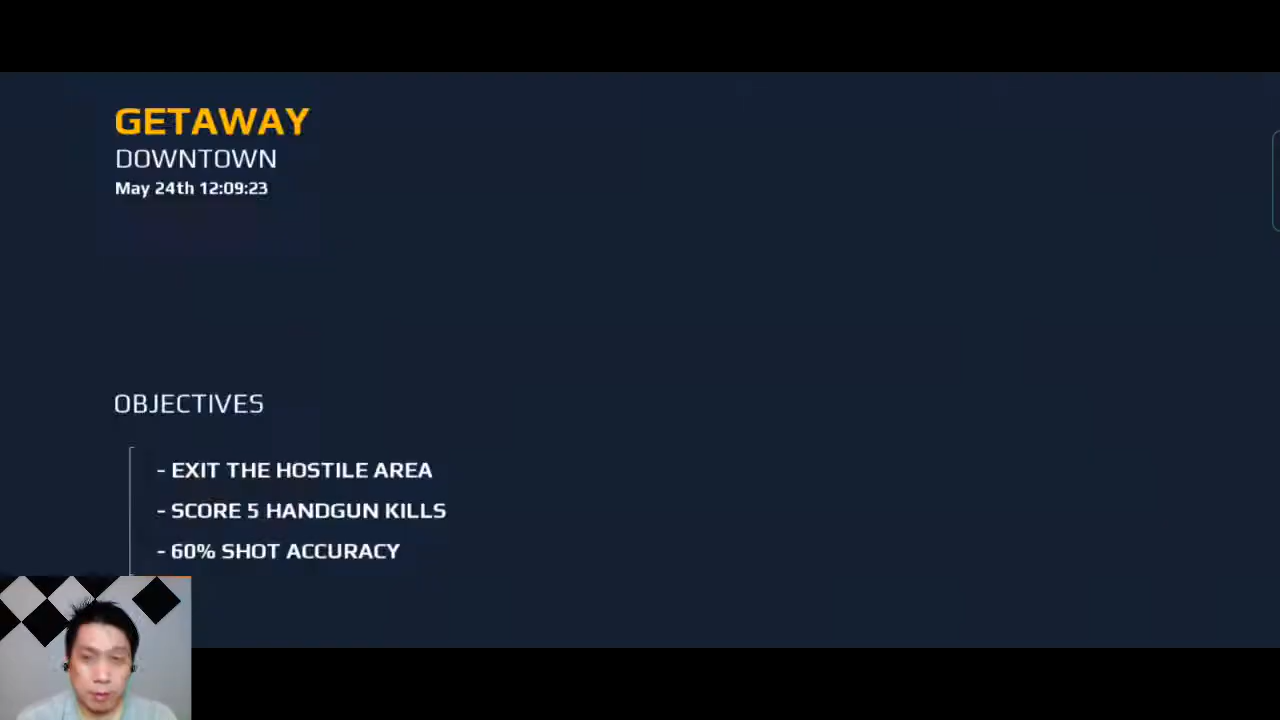 GETAWAY
DOWNTOWN
May 24th 12:09:23
OBJECTIVES
- EXIT THE HOSTILE AREA
- SCORE 5 HANDGUN KILLS
- 60% SHOT ACCURACY